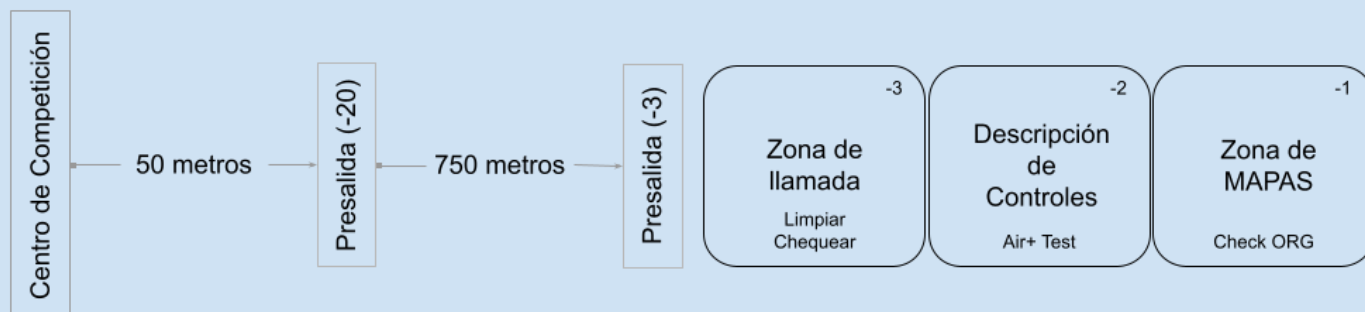 Centro de Competición
50 metros
Presalida (-20)
750 metros
Presalida (-3)
-3
Zona de
llamada
Limpiar
Chequear
-2
Descripción
de
Controles
Air+ Test
-1
Zona de
MAPAS
Check ORG